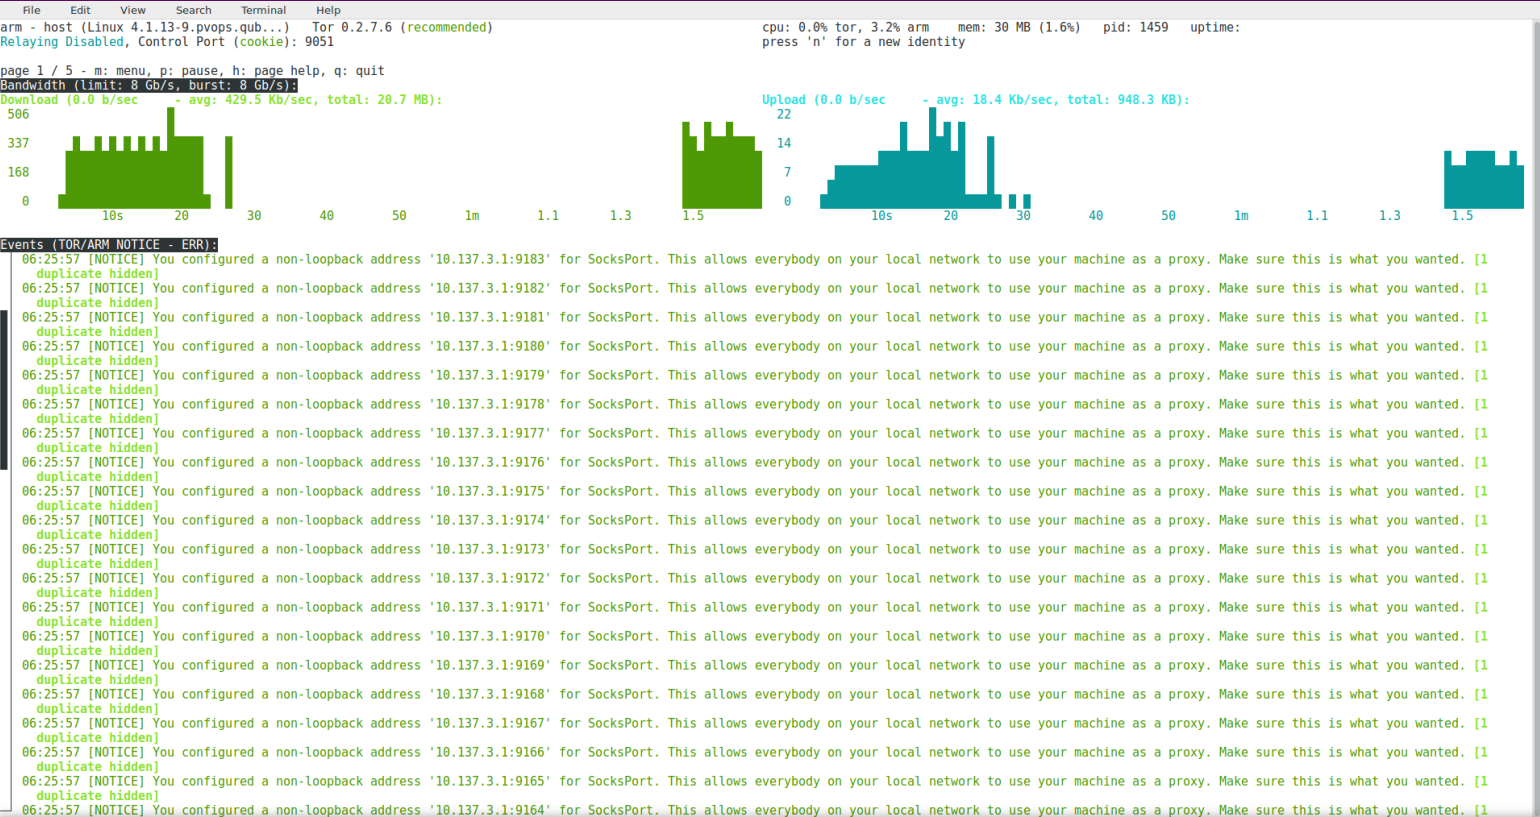 File Edit View Search Terminal Help
arm - host (Linux 4.1.13-9.pvops.qub...) Tor 0.2.7.6 (recommended) cpu: 0.0% tor, 3.2% arm mem: 30 MB (1.6%) pid: 1459 uptime:
Relaying Disabled, Control Port (cookie): 9051 press 'n' for a new identity
page 1 / 5 - m: menu, p: pause, h: page help, q: quit
Bandwidth (limit: 8 Gb/s, burst: 8 Gb/s):
Download (0.0 b/sec - avg: 429.5 Kb/sec, total: 20.7 MB): Upload (0.0 b/sec - avg: 18.4 Kb/sec, total: 948.3 KB):
506 22
337 14
168 7
0 0
10s 20 30 40 50 1m 1.1 1.3 1.5 10s 20 30 40 50 1m 1.1 1.3 1.5
Events (TOR/ARM NOTICE - ERR):
06:25:57 [NOTICE] You configured a non-loopback address '10.137.3.1:9183' for SocksPort. This allows everybody on your local network to use your machine as a proxy. Make sure this is what you wanted. [1
duplicate hidden]
06:25:57 [NOTICE] You configured a non-loopback address '10.137.3.1:9182' for SocksPort. This allows everybody on your local network to use your machine as a proxy. Make sure this is what you wanted. [1
duplicate hidden]
06:25:57 [NOTICE] You configured a non-loopback address '10.137.3.1:9181' for SocksPort. This allows everybody on your local network to use your machine as a proxy. Make sure this is what you wanted. [1
duplicate hidden]
06:25:57 [NOTICE] You configured a non-loopback address '10.137.3.1:9180' for SocksPort. This allows everybody on your local network to use your machine as a proxy. Make sure this is what you wanted. [1
duplicate hidden]
06:25:57 [NOTICE] You configured a non-loopback address '10.137.3.1:9179' for SocksPort. This allows everybody on your local network to use your machine as a proxy. Make sure this is what you wanted. [1
duplicate hidden]
06:25:57 [NOTICE] You configured a non-loopback address '10.137.3.1:9178' for SocksPort. This allows everybody on your local network to use your machine as a proxy. Make sure this is what you wanted. [1
duplicate hidden]
06:25:57 [NOTICE] You configured a non-loopback address '10.137.3.1:9177' for SocksPort. This allows everybody on your local network to use your machine as a proxy. Make sure this is what you wanted. [1
duplicate hidden]
06:25:57 [NOTICE] You configured a non-loopback address '10.137.3.1:9176' for SocksPort. This allows everybody on your local network to use your machine as a proxy. Make sure this is what you wanted. [1
duplicate hidden]
06:25:57 [NOTICE] You configured a non-loopback address '10.137.3.1:9175' for SocksPort. This allows everybody on your local network to use your machine as a proxy. Make sure this is what you wanted. [1
duplicate hidden]
06:25:57 [NOTICE] You configured a non-loopback address '10.137.3.1:9174' for SocksPort. This allows everybody on your local network to use your machine as a proxy. Make sure this is what you wanted. [1
duplicate hidden]
06:25:57 [NOTICE] You configured a non-loopback address '10.137.3.1:9173' for SocksPort. This allows everybody on your local network to use your machine as a proxy. Make sure this is what you wanted. [1
duplicate hidden]
06:25:57 [NOTICE] You configured a non-loopback address '10.137.3.1:9172' for SocksPort. This allows everybody on your local network to use your machine as a proxy. Make sure this is what you wanted. [1
duplicate hidden]
06:25:57 [NOTICE] You configured a non-loopback address '10.137.3.1:9171' for SocksPort. This allows everybody on your local network to use your machine as a proxy. Make sure this is what you wanted. [1
duplicate hidden]
06:25:57 [NOTICE] You configured a non-loopback address '10.137.3.1:9170' for SocksPort. This allows everybody on your local network to use your machine as a proxy. Make sure this is what you wanted. [1
duplicate hidden]
06:25:57 [NOTICE] You configured a non-loopback address '10.137.3.1:9169' for SocksPort. This allows everybody on your local network to use your machine as a proxy. Make sure this is what you wanted. [1
duplicate hidden]
06:25:57 [NOTICE] You configured a non-loopback address '10.137.3.1:9168' for SocksPort. This allows everybody on your local network to use your machine as a proxy. Make sure this is what you wanted. [1
duplicate hidden]
06:25:57 [NOTICE] You configured a non-loopback address '10.137.3.1:9167' for SocksPort. This allows everybody on your local network to use your machine as a proxy. Make sure this is what you wanted. [1
duplicate hidden]
06:25:57 [NOTICE] You configured a non-loopback address '10.137.3.1:9166' for SocksPort. This allows everybody on your local network to use your machine as a proxy. Make sure this is what you wanted. [1
duplicate hidden]
06:25:57 [NOTICE] You configured a non-loopback address '10.137.3.1:9165' for SocksPort. This allows everybody on your local network to use your machine as a proxy. Make sure this is what you wanted. [1
duplicate hidden]
06:25:57 [NOTICE] You configured a non-loopback address '10.137.3.1:9164' for SocksPort. This allows everybody on your local network to use your machine as a proxy. Make sure this is what you wanted. [1